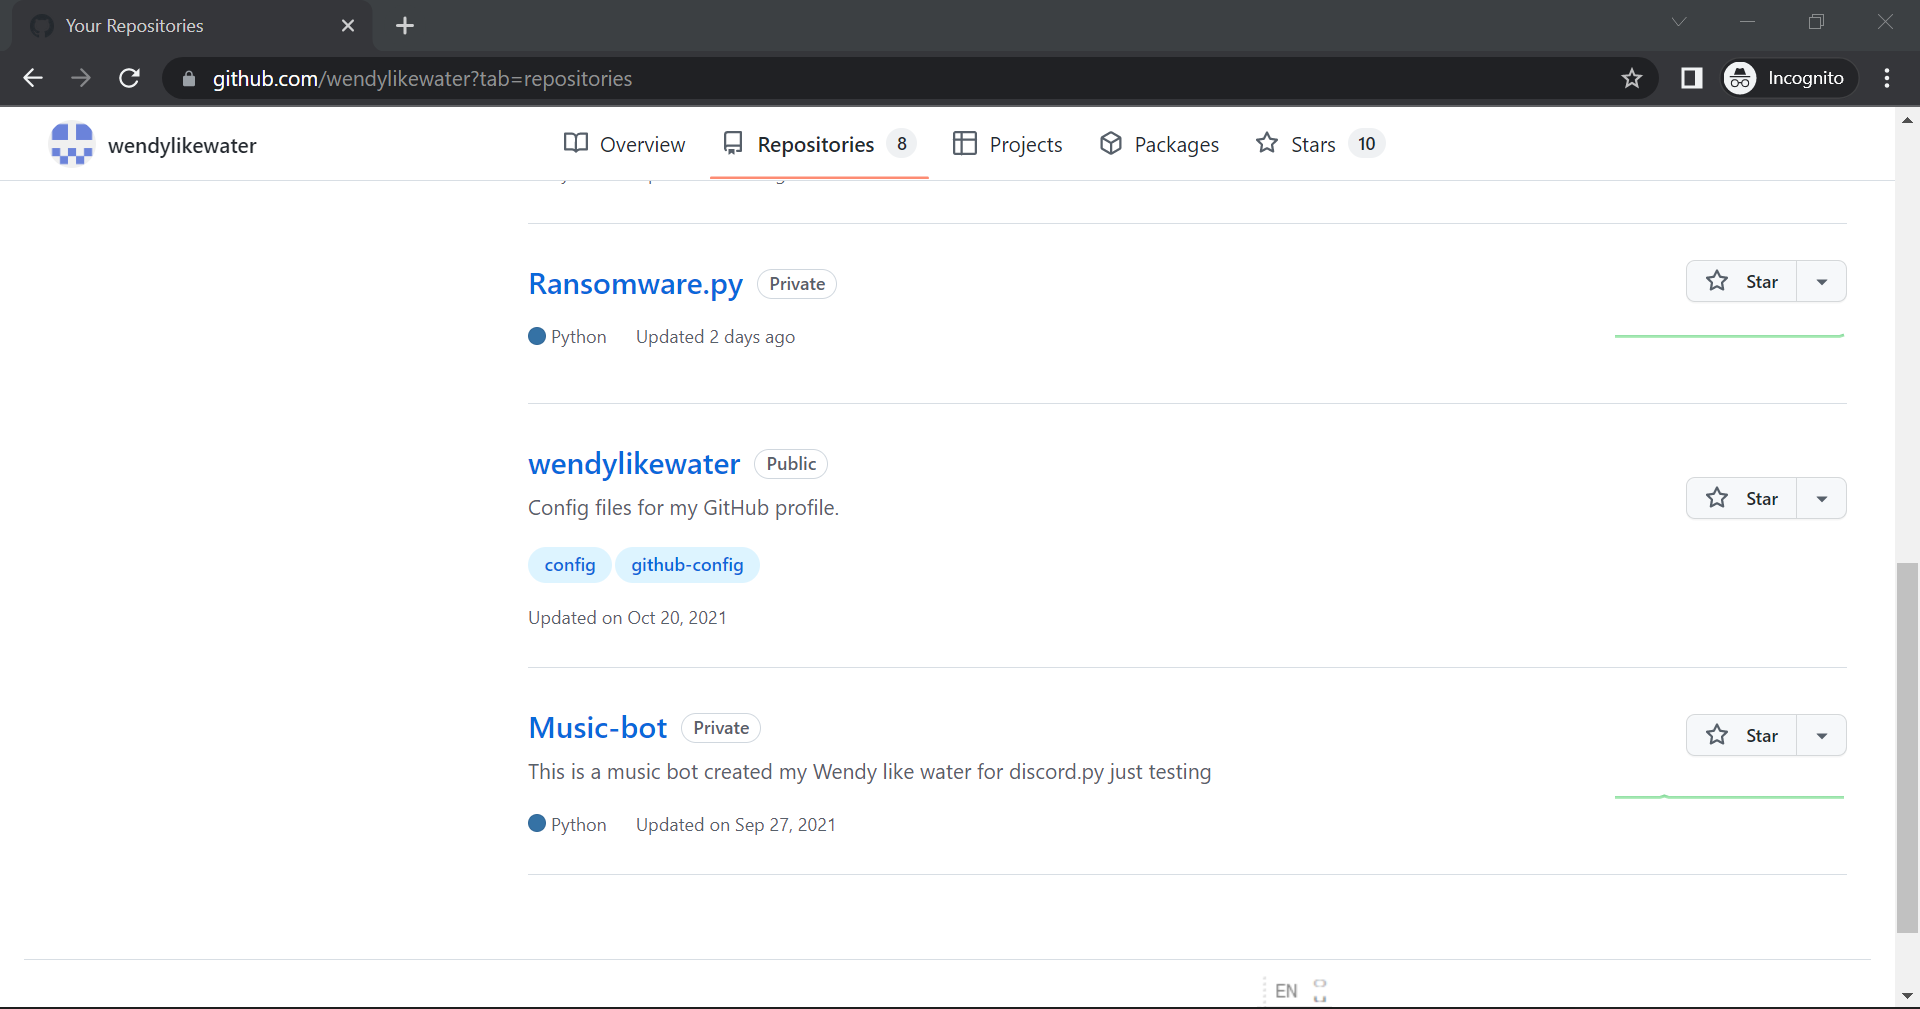 Your Repositories
github.com/wendylikewater?tab=repositories
Incognito
wendylikewater
Overview
Repositories 8
Projects
Packages
Stars 10
Ransomware.py Private
Star
Python Updated 2 days ago
wendylikewater Public
Config files for my GitHub profile.
Star
config github-config
Updated on Oct 20, 2021
Music-bot Private
Star
This is a music bot created my Wendy like water for discord.py just testing
Python Updated on Sep 27, 2021
EN